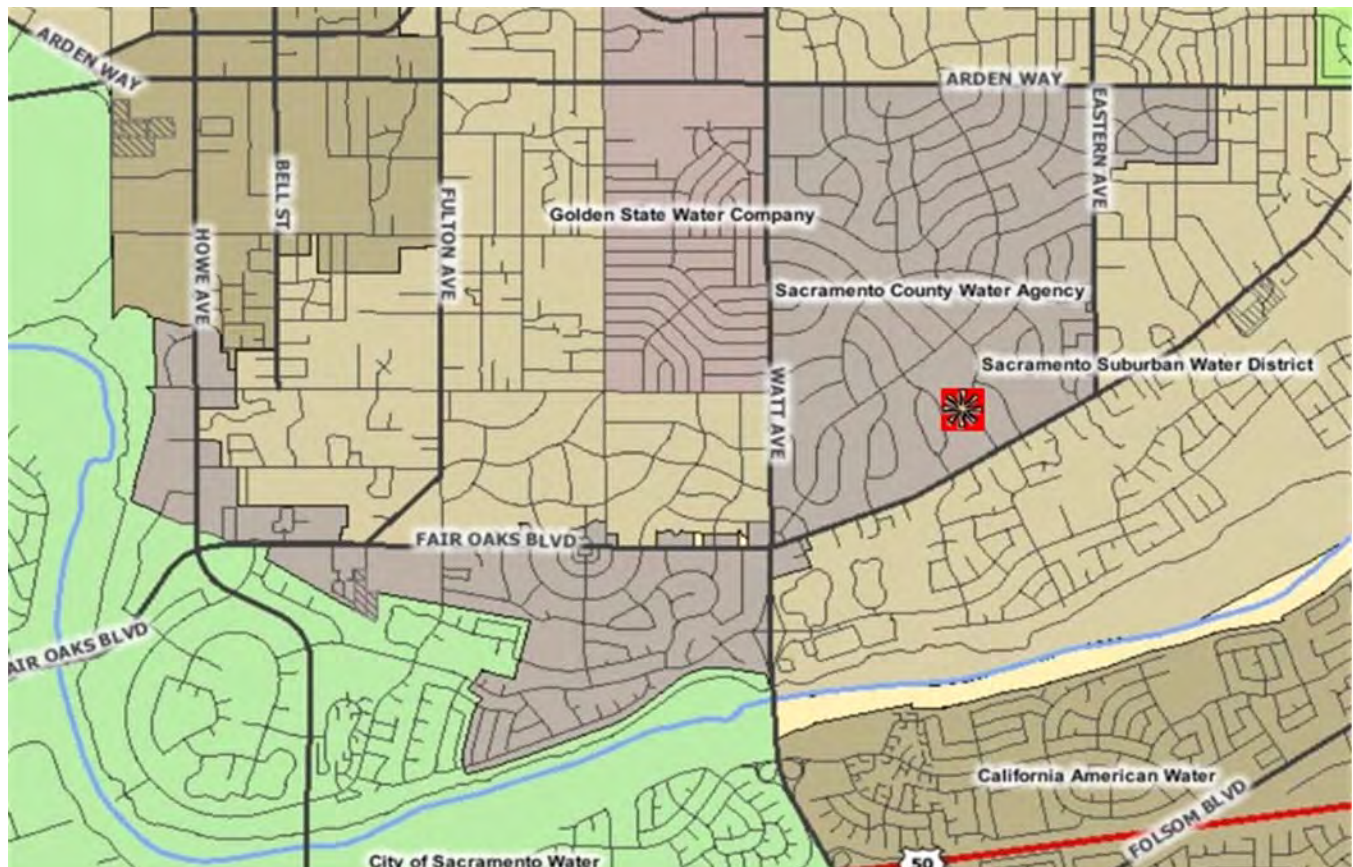 ARDEN WAY
ARDEN WAY
EASTERN AVE
BELL ST
FULTON AVE
Golden State Water Company
HOWE AVE
Sacramento County Water Agency
Sacramento Suburban Water District
WATT AVE
FAIR OAKS BLVD
AIR OAKS BLVD
California American Water
FOLSOM BLVD
City of Sacramento Water
50